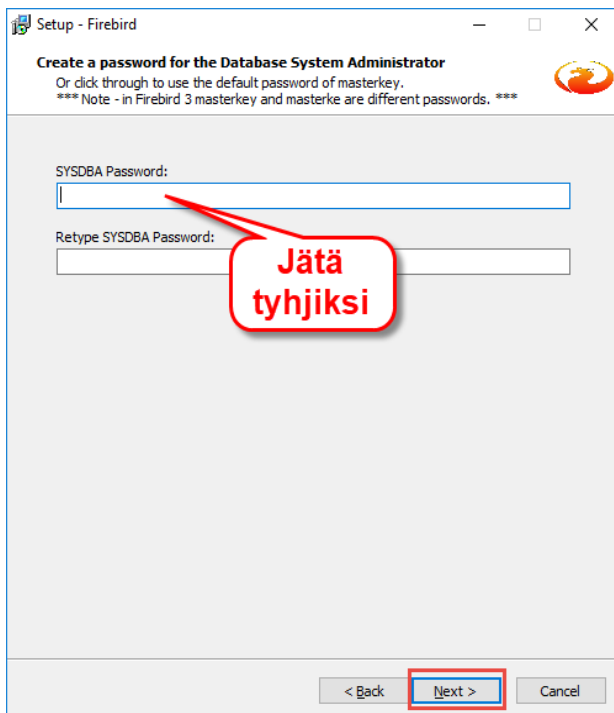 Setup - Firebird
Create a password for the Database System Administrator
Or click through to use the default password of masterkey.
*** Note - in Firebird 3 masterkey and masterke are different passwords. ***
SYSDBA Password:
Retype SYSDBA Password:
Jätä
tyhjiksi
< Back
Next >
Cancel